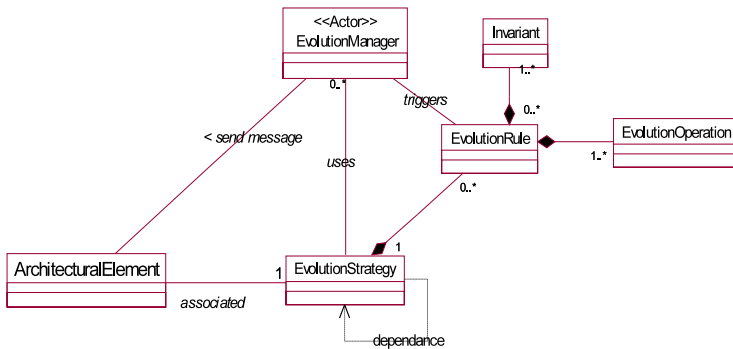 <<Actor>>
EvolutionManager
Invariant
0..*
1..*
triggers
0..*
< send message
EvolutionRule
EvolutionOperation
uses
1..*
0..*
1
ArchitecturalElement
1
EvolutionStrategy
associated
dependance